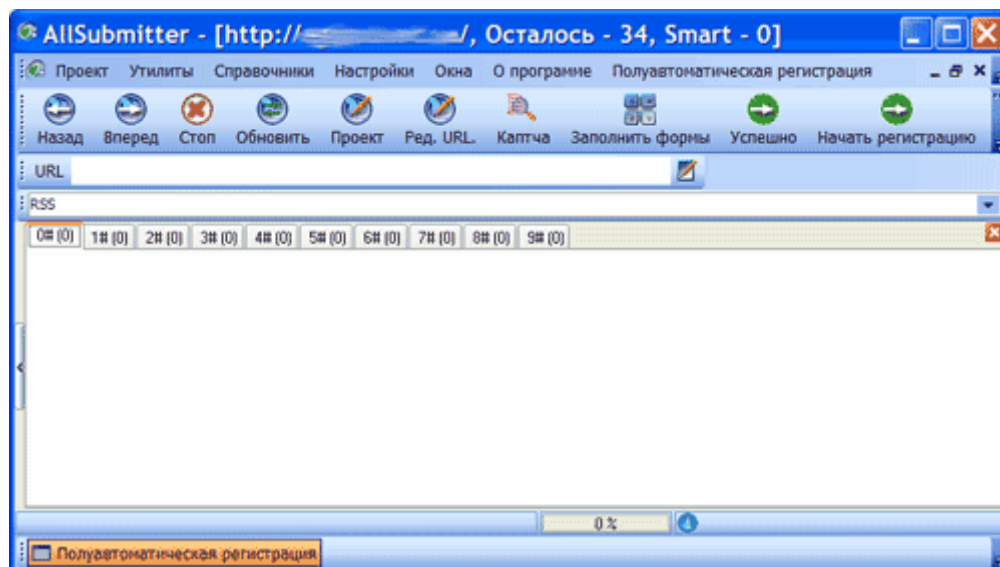 AllSubmitter - [http:// /, Осталось - 34, Smart - 0]
Проект Утилиты Справочники Настройки Окна О программе Полуавтоматическая регистрация
Назад Вперед Стоп Обновить Проект Ред. URL. Каптча Заполнить формы Успешно Начать регистрацию
URL
RSS
0# (0) 1# (0) 2# (0) 3# (0) 4# (0) 5# (0) 6# (0) 7# (0) 8# (0) 9# (0)
0 %
Полуавтоматическая регистрация